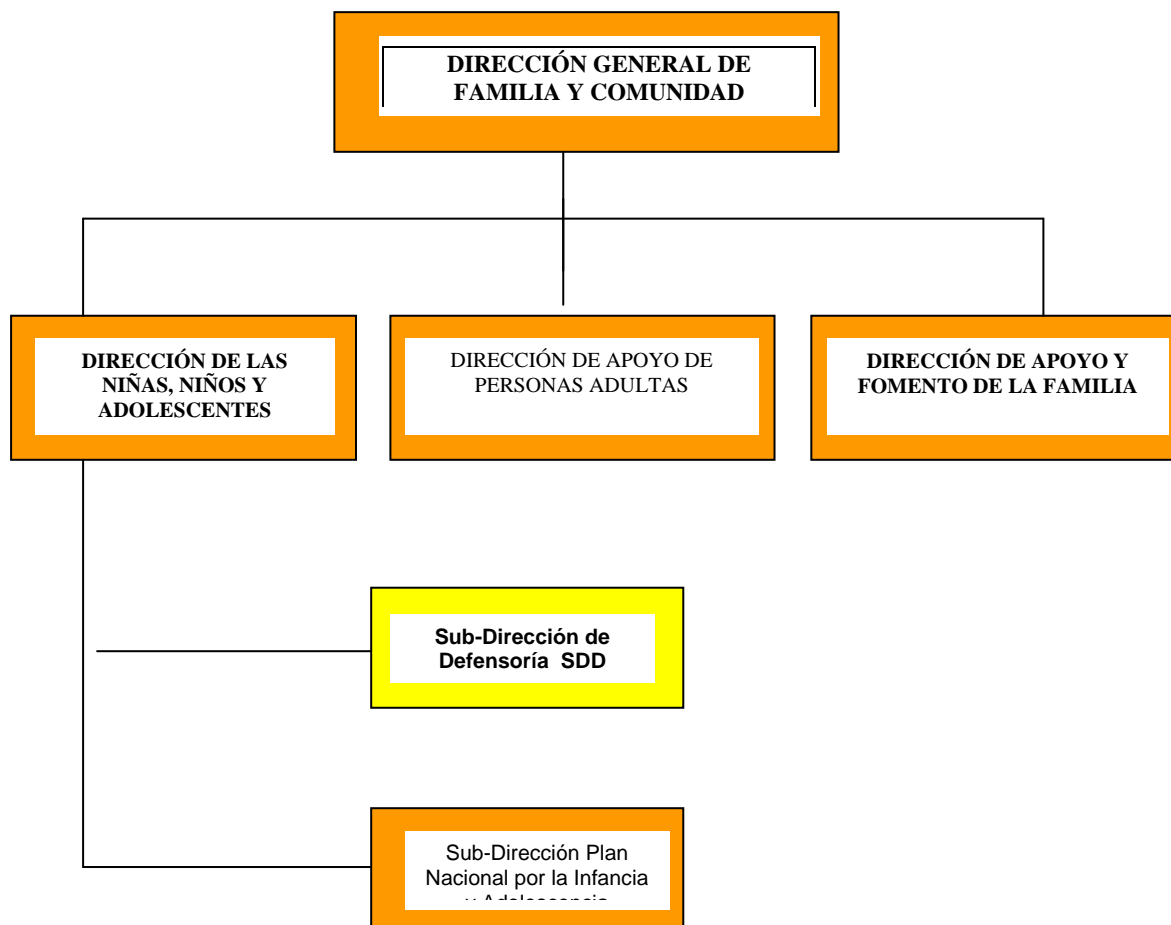 DIRECCIÓN GENERAL DE
FAMILIA Y COMUNIDAD
DIRECCIÓN DE LAS
NIÑAS, NIÑOS Y
ADOLESCENTES
DIRECCIÓN DE APOYO DE
PERSONAS ADULTAS
DIRECCIÓN DE APOYO Y
FOMENTO DE LA FAMILIA
Sub-Dirección de
Defensoría SDD
Sub-Dirección Plan
Nacional por la Infancia
y Adolescencia